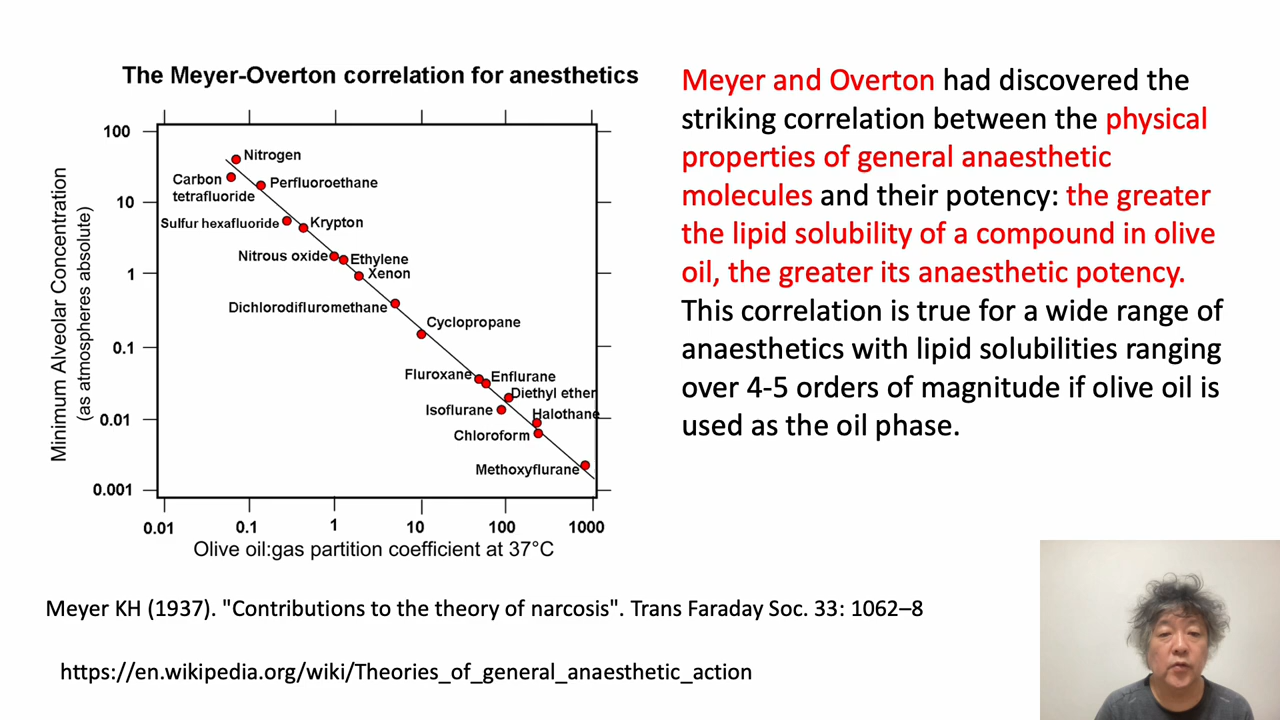 The Meyer-Overton correlation for anesthetics
Minimum Alveolar Concentration
(as atmospheres absolute)
100
10
1
0.1
0.01
0.001
Nitrogen
Carbon
tetrafluoride
Perfluoroethane
Sulfur hexafluoride
Krypton
Nitrous oxide
Ethylene
Xenon
Dichlorodifluromethane
Cyclopropane
Fluroxane
Enflurane
Diethyl ether
Isoflurane
Halothane
Chloroform
Methoxyflurane
0.01
0.1
1
10
100
1000
Olive oil:gas partition coefficient at 37°C
Meyer and Overton had discovered the
striking correlation between the physical
properties of general anaesthetic
molecules and their potency: the greater
the lipid solubility of a compound in olive
oil, the greater its anaesthetic potency.
This correlation is true for a wide range of
anaesthetics with lipid solubilities ranging
over 4-5 orders of magnitude if olive oil is
used as the oil phase.
Meyer KH (1937). "Contributions to the theory of narcosis". Trans Faraday Soc. 33: 1062–8
https://en.wikipedia.org/wiki/Theories_of_general_anaesthetic_action